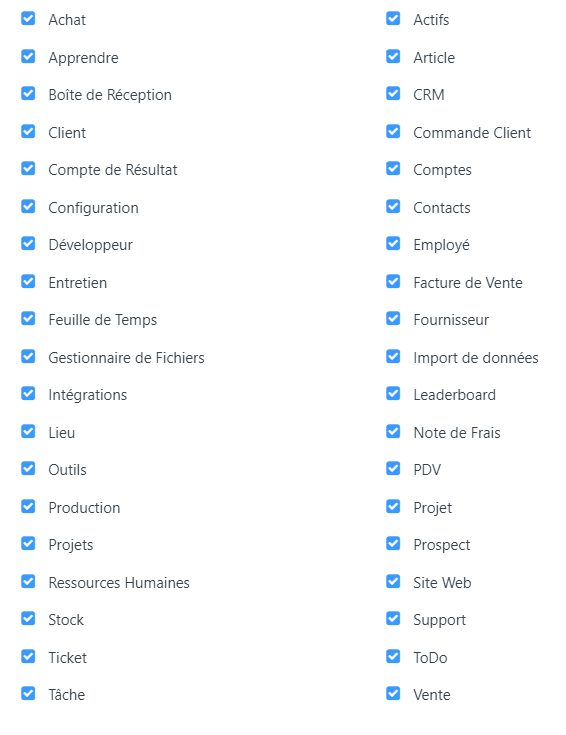 Achat
Actifs
Apprendre
Article
Boîte de Réception
CRM
Client
Commande Client
Compte de Résultat
Comptes
Configuration
Contacts
Développeur
Employé
Entretien
Facture de Vente
Feuille de Temps
Fournisseur
Gestionnaire de Fichiers
Import de données
Intégrations
Leaderboard
Lieu
Note de Frais
Outils
PDV
Production
Projet
Projets
Prospect
Ressources Humaines
Site Web
Stock
Support
Ticket
ToDo
Tâche
Vente